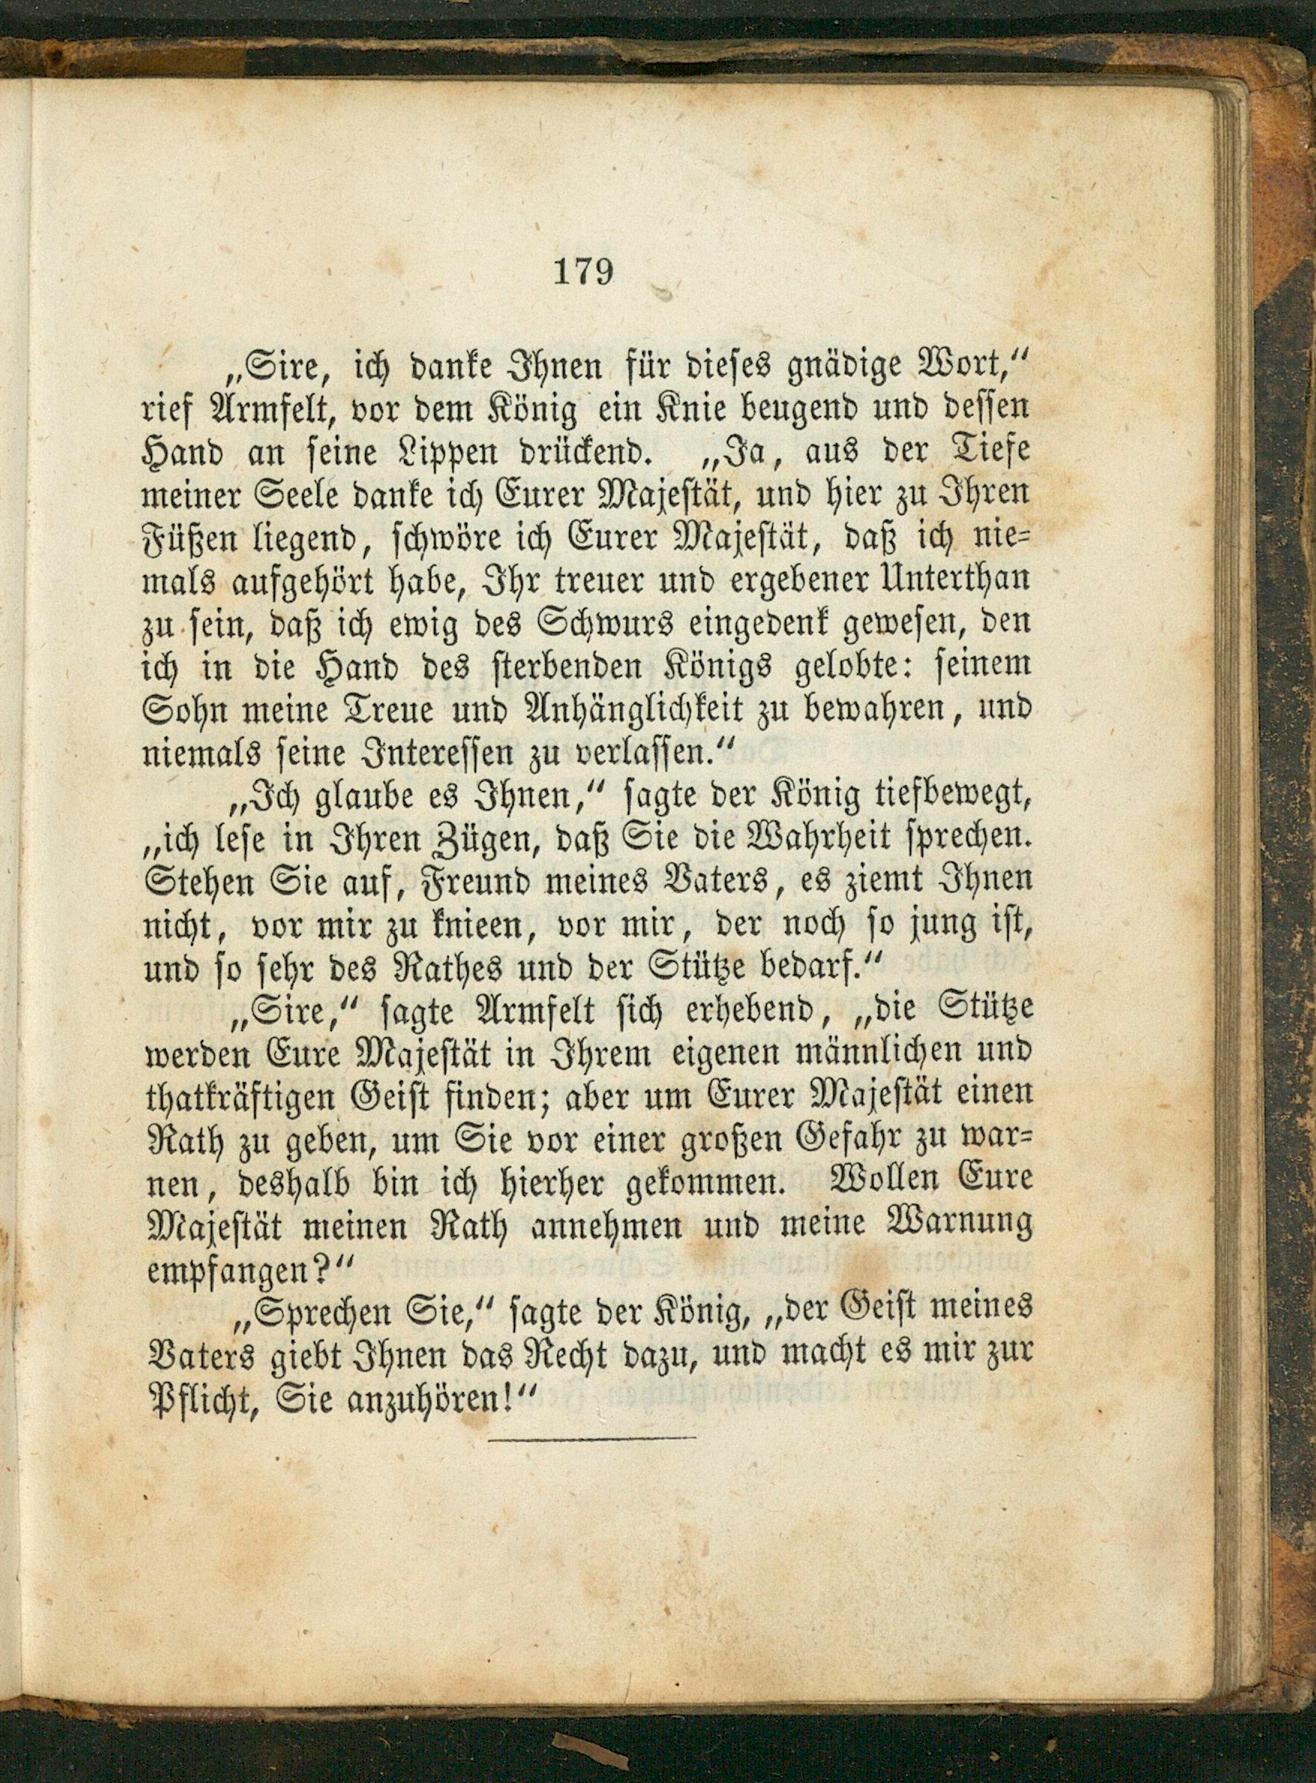 179
„Sire, ich danke Ihnen für dieses gnädige Wort,“
rief Armfelt, vor dem König ein Knie beugend und dessen
Hand an seine Lippen drückend. „Ja, aus der Tiefe
meiner Seele danke ich Eurer Majestät, und hier zu Ihren
Füßen liegend, schwöre ich Eurer Majestät, daß ich nie-
mals aufgehört habe, Ihr treuer und ergebener Unterthan
zu sein, daß ich ewig des Schwurs eingedenk gewesen, den
ich in die Hand des sterbenden Königs gelobte: seinem
Sohn meine Treue und Anhänglichkeit zu bewahren, und
niemals seine Interessen zu verlassen.“
„Ich glaube es Ihnen,“ sagte der König tiefbewegt,
„ich lese in Ihren Zügen, daß Sie die Wahrheit sprechen.
Stehen Sie auf, Freund meines Vaters, es ziemt Ihnen
nicht, vor mir zu knieen, vor mir, der noch so jung ist,
und so sehr des Rathes und der Stütze bedarf.“
„Sire,“ sagte Armfelt sich erhebend, „die Stütze
werden Eure Majestät in Ihrem eigenen männlichen und
thatkräftigen Geist finden; aber um Eurer Majestät einen
Rath zu geben, um Sie vor einer großen Gefahr zu war-
nen, deshalb bin ich hierher gekommen. Wollen Eure
Majestät meinen Rath annehmen und meine Warnung
empfangen?“
„Sprechen Sie,“ sagte der König, „der Geist meines
Vaters giebt Ihnen das Recht dazu, und macht es mir zur
Pflicht, Sie anzuhören!“